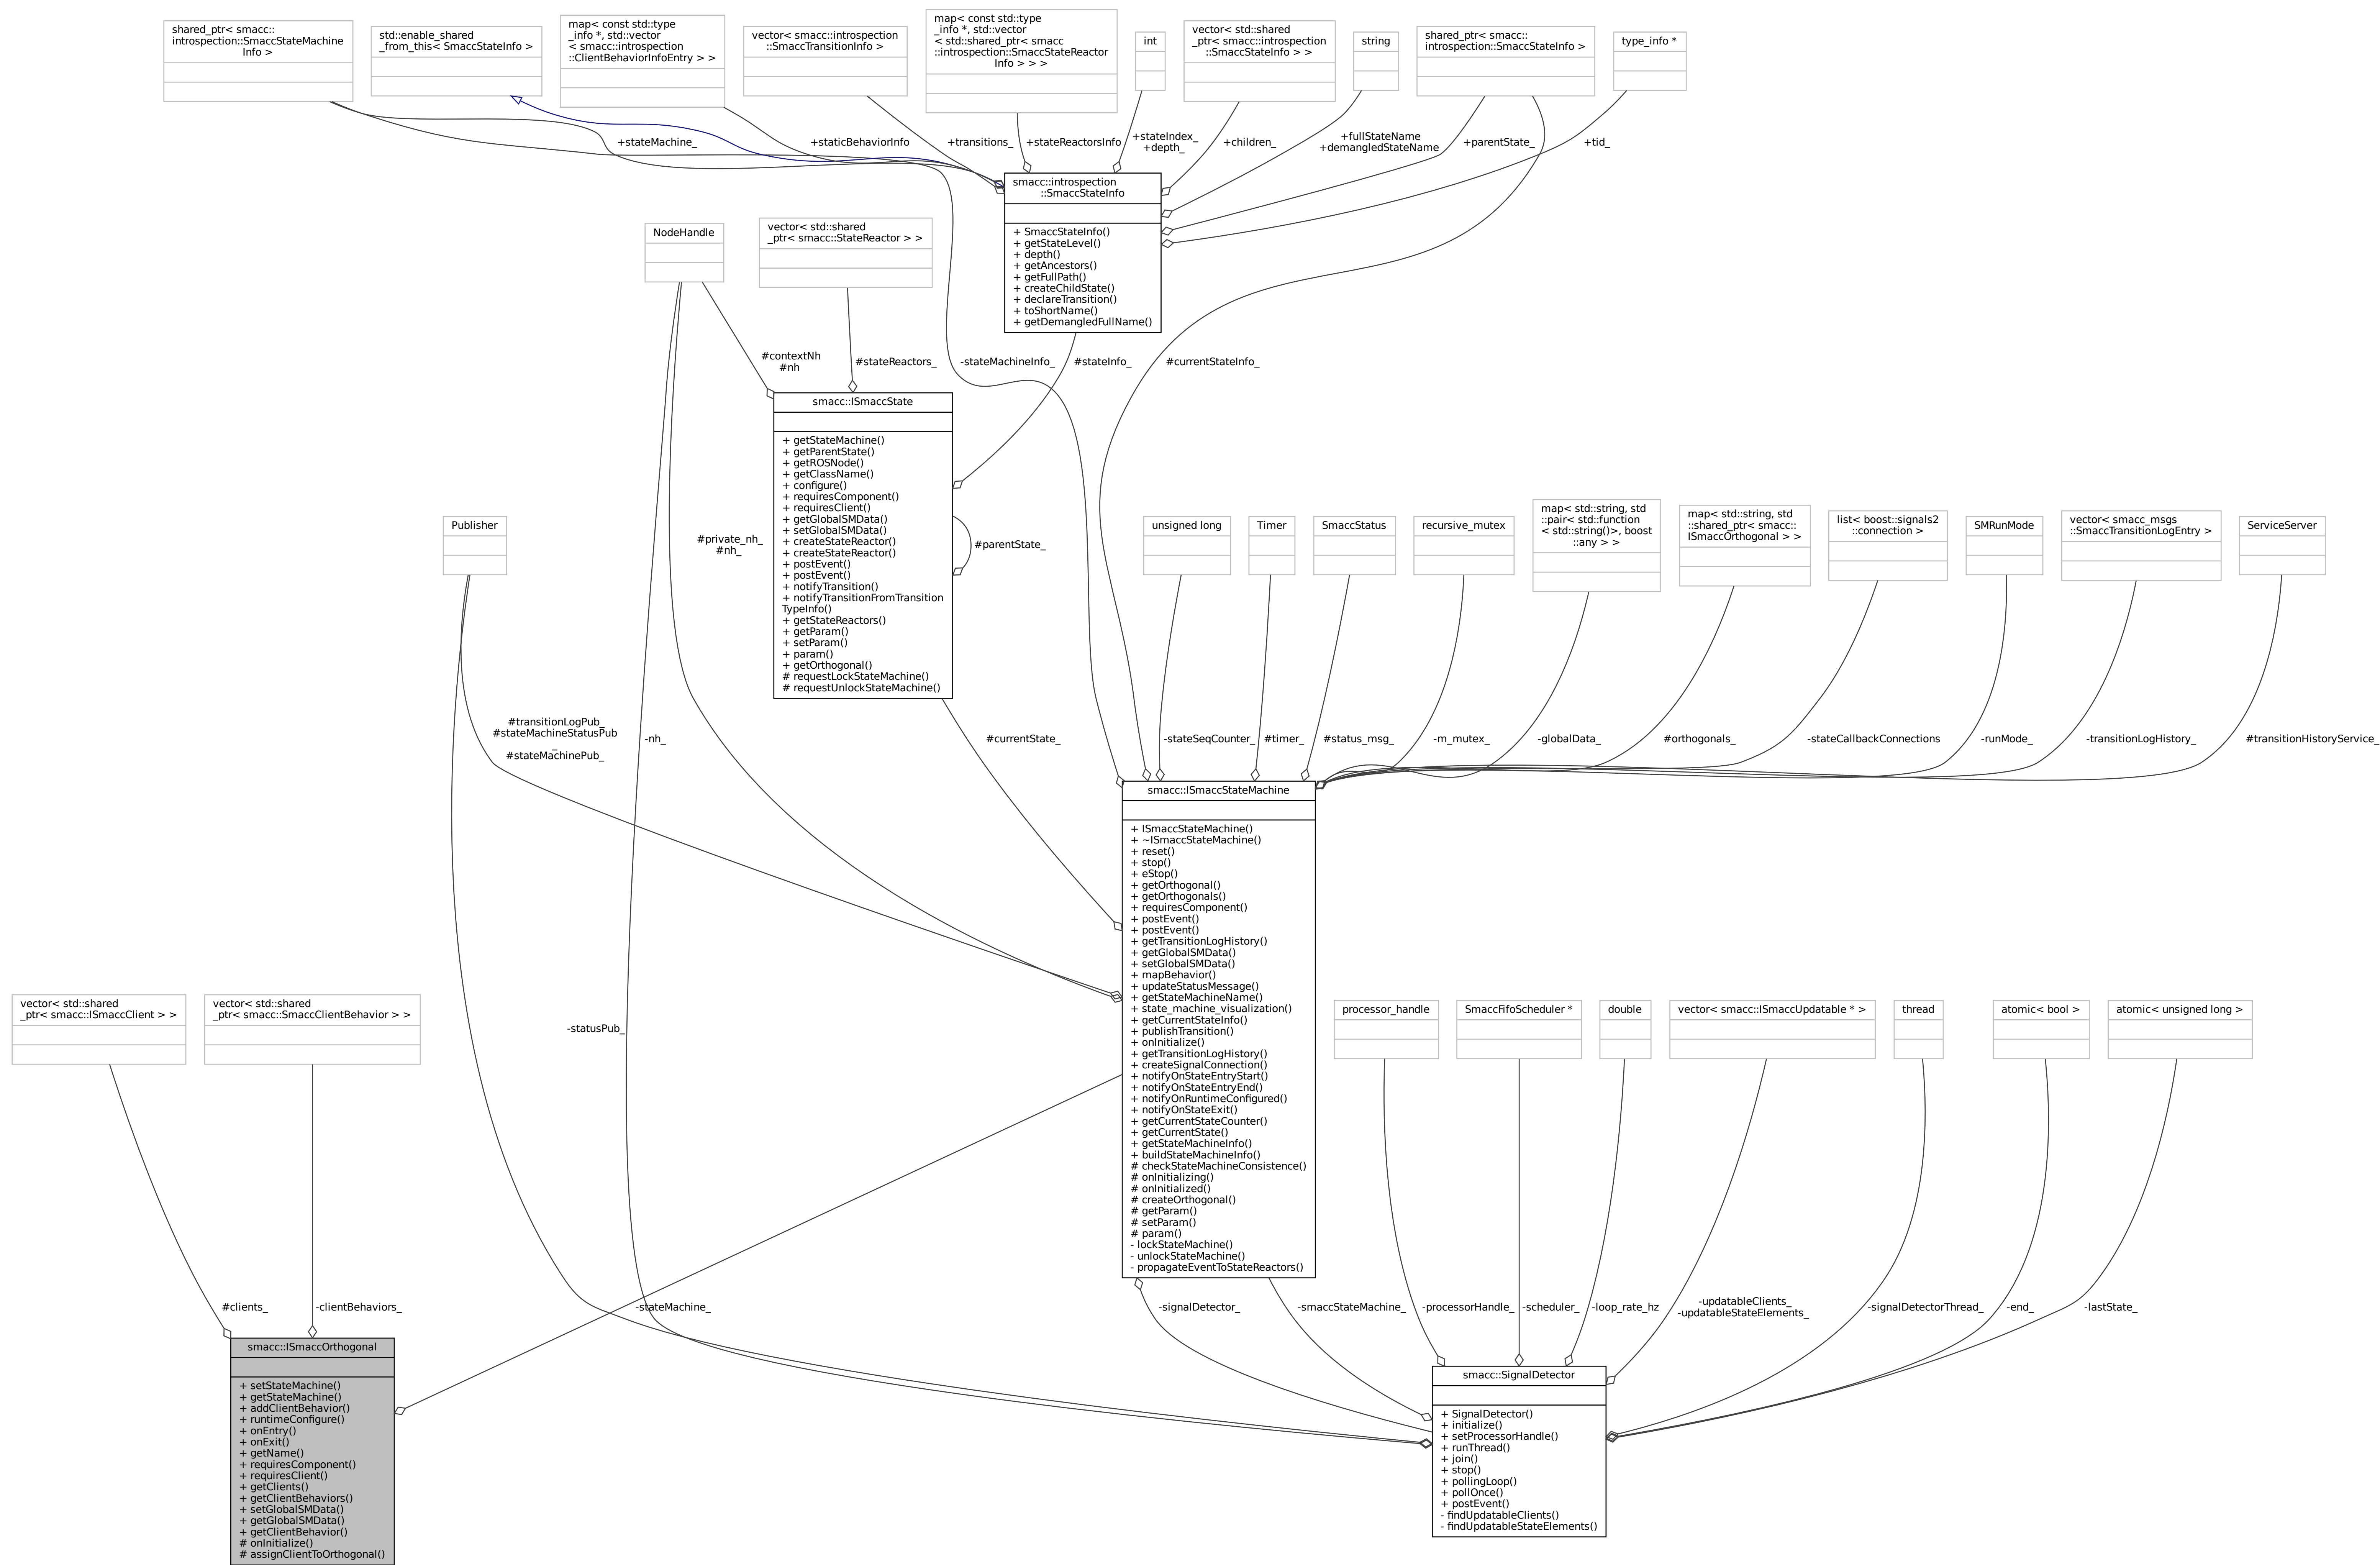 shared_ptr< smacc::
introspection::SmaccStateMachine
Info >
std::enable_shared
_from_this< SmaccStateInfo >
map< const std::type
_info *, std::vector
< smacc::introspection
::ClientBehaviorInfoEntry > >
vector< smacc::introspection
::SmaccTransitionInfo >
map< const std::type
_info *, std::vector
< std::shared_ptr< smacc
::introspection::SmaccStateReactor
Info > > >
int
vector< std::shared
_ptr< smacc::introspection
::SmaccStateInfo > >
string
shared_ptr< smacc::
introspection::SmaccStateInfo >
type_info *
+stateMachine_
+staticBehaviorInfo
+transitions_
+stateReactorsInfo
+stateIndex_
+depth_
+children_
+fullStateName
+demangledStateName
+parentState_
+tid_
smacc::introspection
::SmaccStateInfo
+ SmaccStateInfo()
+ getStateLevel()
+ depth()
+ getAncestors()
+ getFullPath()
+ createChildState()
+ declareTransition()
+ toShortName()
+ getDemangledFullName()
NodeHandle
vector< std::shared
_ptr< smacc::StateReactor > >
#contextNh
#nh
#stateReactors_
-stateMachineInfo_
#stateInfo_
#currentStateInfo_
smacc::ISmaccState
+ getStateMachine()
+ getParentState()
+ getROSNode()
+ getClassName()
+ configure()
+ requiresComponent()
+ requiresClient()
+ getGlobalSMData()
+ setGlobalSMData()
+ createStateReactor()
+ createStateReactor()
+ postEvent()
+ postEvent()
+ notifyTransition()
+ notifyTransitionFromTransition
TypeInfo()
+ getStateReactors()
+ getParam()
+ setParam()
+ param()
+ getOrthogonal()
# requestLockStateMachine()
# requestUnlockStateMachine()
#parentState_
Publisher
#private_nh_
#nh_
unsigned long
Timer
SmaccStatus
recursive_mutex
map< std::string, std
::pair< std::function
< std::string()>, boost
::any > >
map< std::string, std
::shared_ptr< smacc::
ISmaccOrthogonal > >
list< boost::signals2
::connection >
SMRunMode
vector< smacc_msgs
::SmaccTransitionLogEntry >
ServiceServer
#transitionLogPub_
#stateMachineStatusPub
_
#stateMachinePub_
-nh_
#currentState_
-stateSeqCounter_
#timer_
#status_msg_
-m_mutex_
-globalData_
#orthogonals_
-stateCallbackConnections
-runMode_
-transitionLogHistory_
#transitionHistoryService_
smacc::ISmaccStateMachine
+ ISmaccStateMachine()
+ ~ISmaccStateMachine()
+ reset()
+ stop()
+ eStop()
+ getOrthogonal()
+ getOrthogonals()
+ requiresComponent()
+ postEvent()
+ postEvent()
+ getTransitionLogHistory()
+ getGlobalSMData()
+ setGlobalSMData()
+ mapBehavior()
+ updateStatusMessage()
+ getStateMachineName()
+ state_machine_visualization()
+ getCurrentStateInfo()
+ publishTransition()
+ onInitialize()
+ getTransitionLogHistory()
+ createSignalConnection()
+ notifyOnStateEntryStart()
+ notifyOnStateEntryEnd()
+ notifyOnRuntimeConfigured()
+ notifyOnStateExit()
+ getCurrentStateCounter()
+ getCurrentState()
+ getStateMachineInfo()
+ buildStateMachineInfo()
# checkStateMachineConsistence()
# onInitializing()
# onInitialized()
# createOrthogonal()
# getParam()
# setParam()
# param()
- lockStateMachine()
- unlockStateMachine()
- propagateEventToStateReactors()
vector< std::shared
_ptr< smacc::ISmaccClient > >
vector< std::shared
_ptr< smacc::SmaccClientBehavior > >
-statusPub_
processor_handle
SmaccFifoScheduler *
double
vector< smacc::ISmaccUpdatable * >
thread
atomic< bool >
atomic< unsigned long >
#clients_
-clientBehaviors_
-stateMachine_
-signalDetector_
-smaccStateMachine_
-processorHandle_
-scheduler_
-loop_rate_hz
-updatableClients_
-updatableStateElements_
-signalDetectorThread_
-end_
-lastState_
smacc::ISmaccOrthogonal
+ setStateMachine()
+ getStateMachine()
+ addClientBehavior()
+ runtimeConfigure()
+ onEntry()
+ onExit()
+ getName()
+ requiresComponent()
+ requiresClient()
+ getClients()
+ getClientBehaviors()
+ setGlobalSMData()
+ getGlobalSMData()
+ getClientBehavior()
# onInitialize()
# assignClientToOrthogonal()
smacc::SignalDetector
+ SignalDetector()
+ initialize()
+ setProcessorHandle()
+ runThread()
+ join()
+ stop()
+ pollingLoop()
+ pollOnce()
+ postEvent()
- findUpdatableClients()
- findUpdatableStateElements()